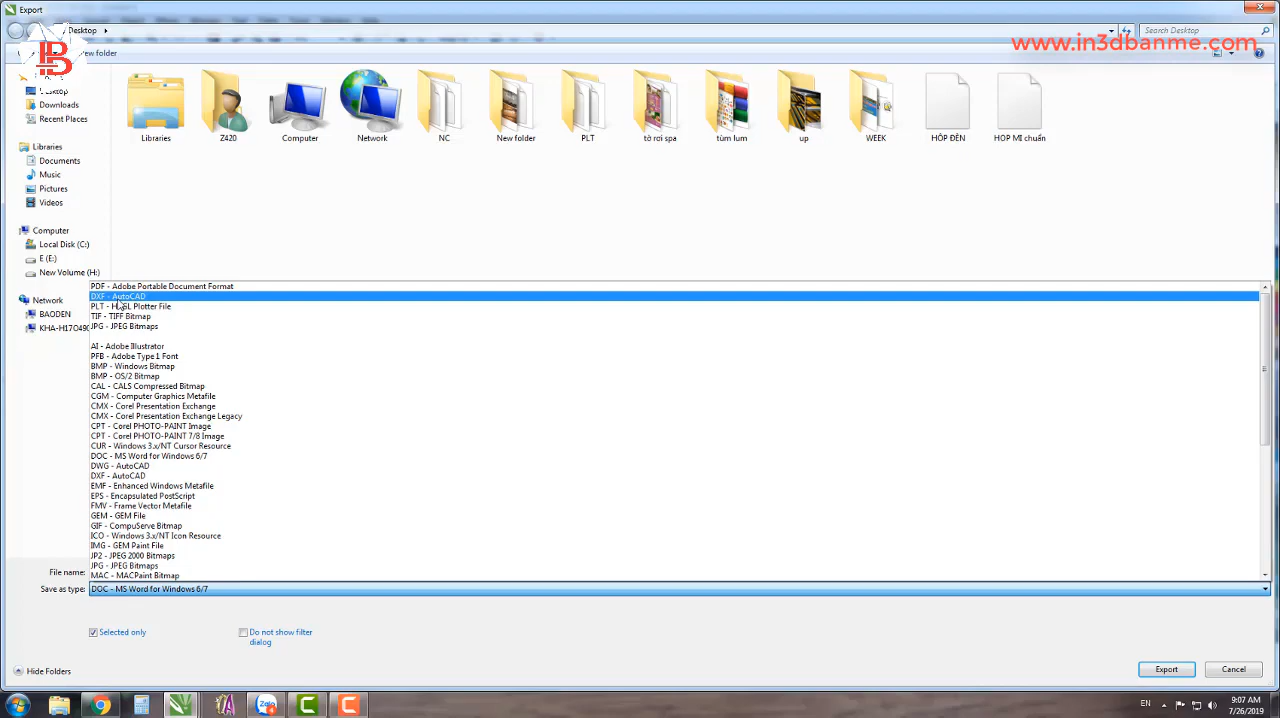 Export
Desktop
Search Desktop
ew folder
www.in3dbanme.com
Desktop
Downloads
Recent Places
Libraries
Documents
Music
Pictures
Videos
Computer
Local Disk (C:)
E (E:)
New Volume (H:)
Network
BAODEN
KHA-H17O490
Libraries
Z420
Computer
Network
NC
New folder
PLT
tờ rơi spa
tùm lum
up
WEEK
HỘP ĐÈN
HOP MI chuẩn
PDF - Adobe Portable Document Format
DXF - AutoCAD
PLT - HPGL Plotter File
TIF - TIFF Bitmap
JPG - JPEG Bitmaps
AI - Adobe Illustrator
PFB - Adobe Type 1 Font
BMP - Windows Bitmap
BMP - OS/2 Bitmap
CAL - CALS Compressed Bitmap
CGM - Computer Graphics Metafile
CMX - Corel Presentation Exchange
CMX - Corel Presentation Exchange Legacy
CPT - Corel PHOTO-PAINT Image
CPT - Corel PHOTO-PAINT 7/8 Image
CUR - Windows 3.x/NT Cursor Resource
DOC - MS Word for Windows 6/7
DWG - AutoCAD
DXF - AutoCAD
EMF - Enhanced Windows Metafile
EPS - Encapsulated PostScript
FMV - Frame Vector Metafile
GEM - GEM File
GIF - CompuServe Bitmap
ICO - Windows 3.x/NT Icon Resource
IMG - GEM Paint File
JP2 - JPEG 2000 Bitmaps
JPG - JPEG Bitmaps
MAC - MACPaint Bitmap
File name:
Save as type: DOC - MS Word for Windows 6/7
Selected only
Do not show filter
dialog
Hide Folders
Export
Cancel
Zalo
EN
9:07 AM
7/26/2019